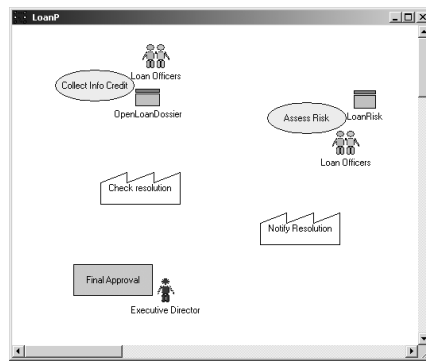 LoanP
Loan Officers
Collect Info Credit
OpenLoanDossier
Assess Risk
LoanRisk
Loan Officers
Check resolution
Notify Resolution
Final Approval
Executive Director